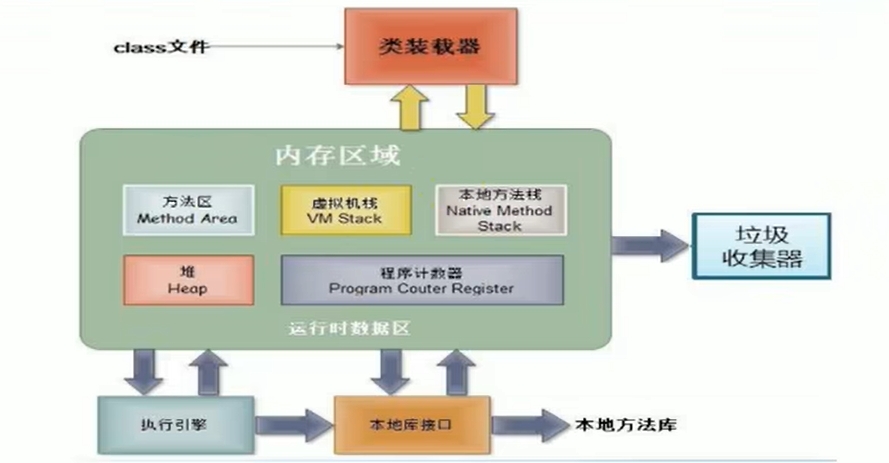 class文件
类装载器
内存区域
方法区
Method Area
虚拟机栈
VM Stack
本地方法栈
Native Method
Stack
堆
Heap
程序计数器
Program Couter Register
运行时数据区
垃圾
收集器
执行引擎
本地库接口
本地方法库